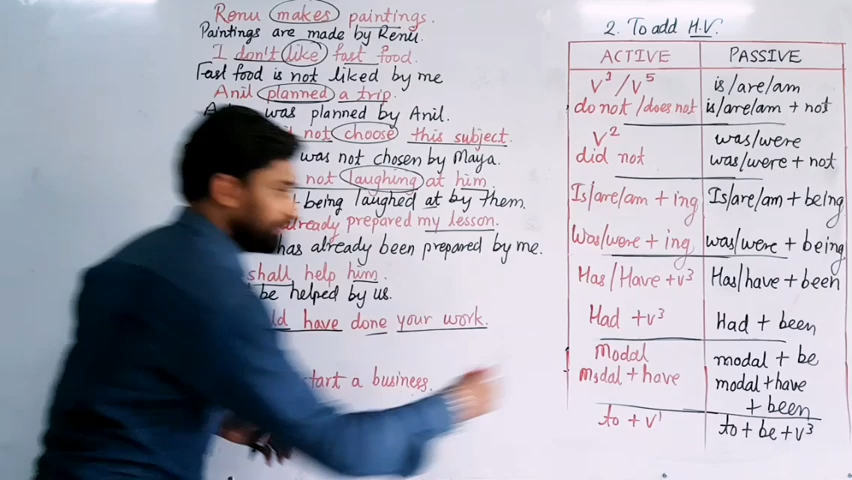 Renu makes paintings.
Paintings are made by Renu.
I don't like fast food.
Fast food is not liked by me
Anil planned a trip.
was planned by Anil.
not choose this subject.
was not chosen by Maya.
not laughing at him
being laughed at by them.
already prepared my lesson.
has already been prepared by me.
shall help him.
be helped by us.
have done your work.
start a business.
2. To add H.V.
ACTIVE PASSIVE
V¹/V⁵ is/are/am
do not/does not is/are/am + not
V² was/were
did not was/were + not
Is/are/am + ing Is/are/am + being
Was/were + ing was/were + being
Has/Have + V³ Has/have + been
Had + V³ Had + been
Modal modal + be
modal + have modal + have
+ been
to + V¹ to + be + V³